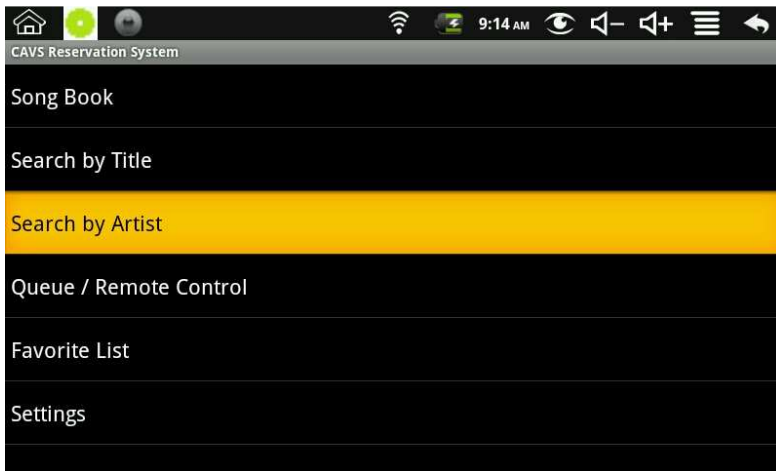 9:14 AM
CAVS Reservation System
Song Book
Search by Title
Search by Artist
Queue / Remote Control
Favorite List
Settings